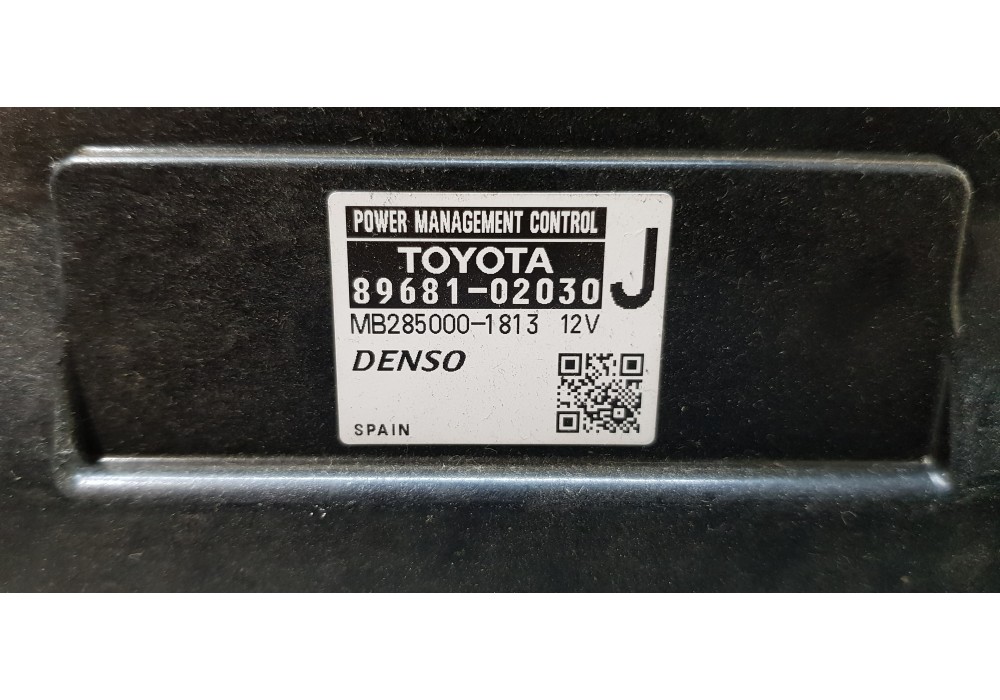 POWER MANAGEMENT CONTROL
TOYOTA
89681-02030 J
MB285000-1813 12V
DENSO
SPAIN